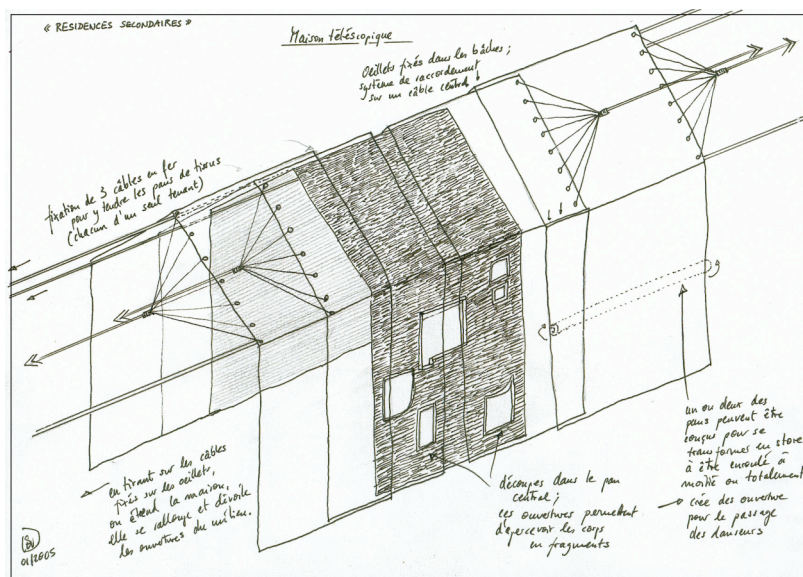 « RESIDENCES SECONDAIRES »
Maison téléscopique
Oeillets fixés dans les bâches ;
système de raccordement
sur un câble central
fixation de 3 câbles en fer
pour y tendre les pans de tissus
(chacun d'un seul tenant)
en tirant sur les câbles
fixés sur les oeillets,
on étend la maison,
elle se rallonge et dévoile
les ouvertures du milieu.
découpes dans le pan
central ;
ces ouvertures permettent
d'apercevoir les corps
en fragments
un ou deux des
pans peuvent être
conçus pour se
transformer en store
à être enroulé à
moitié ou totalement
crée des ouverture
pour le passage
des danseurs
01/2005